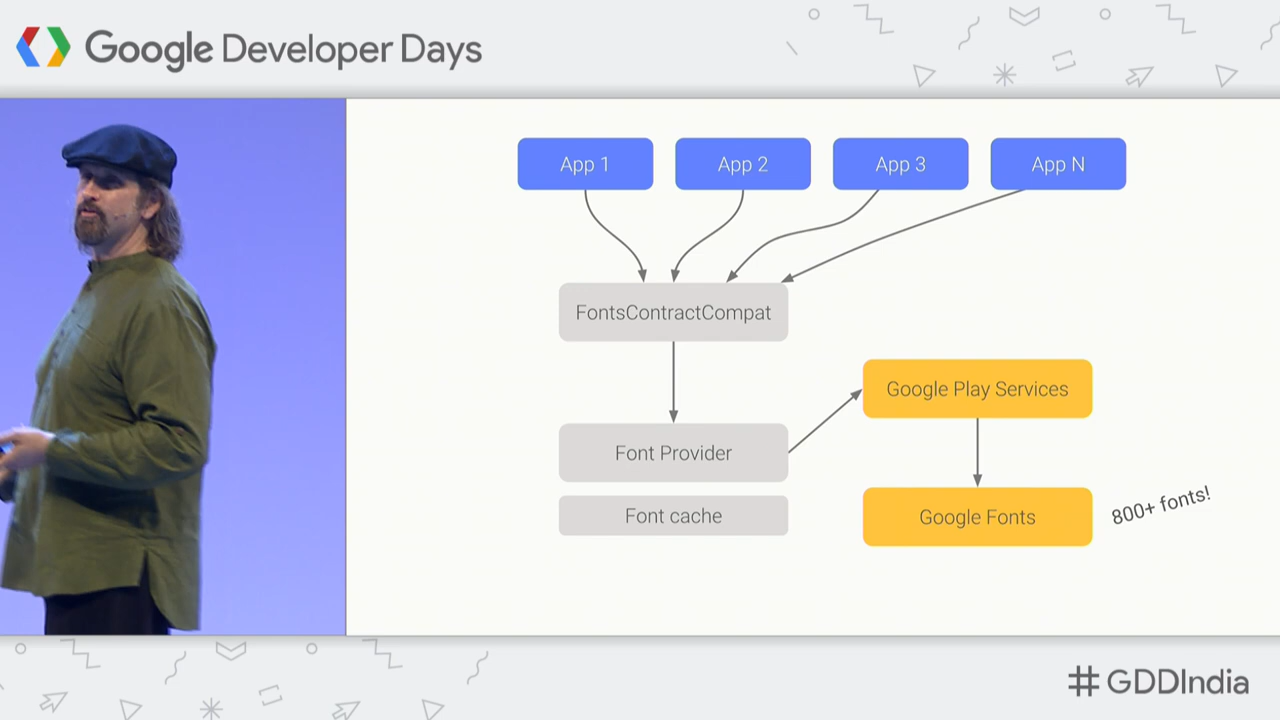 Google Developer Days
App 1
App 2
App 3
App N
FontsContractCompat
Google Play Services
Font Provider
Font cache
Google Fonts
800+ fonts!
#GDDIndia